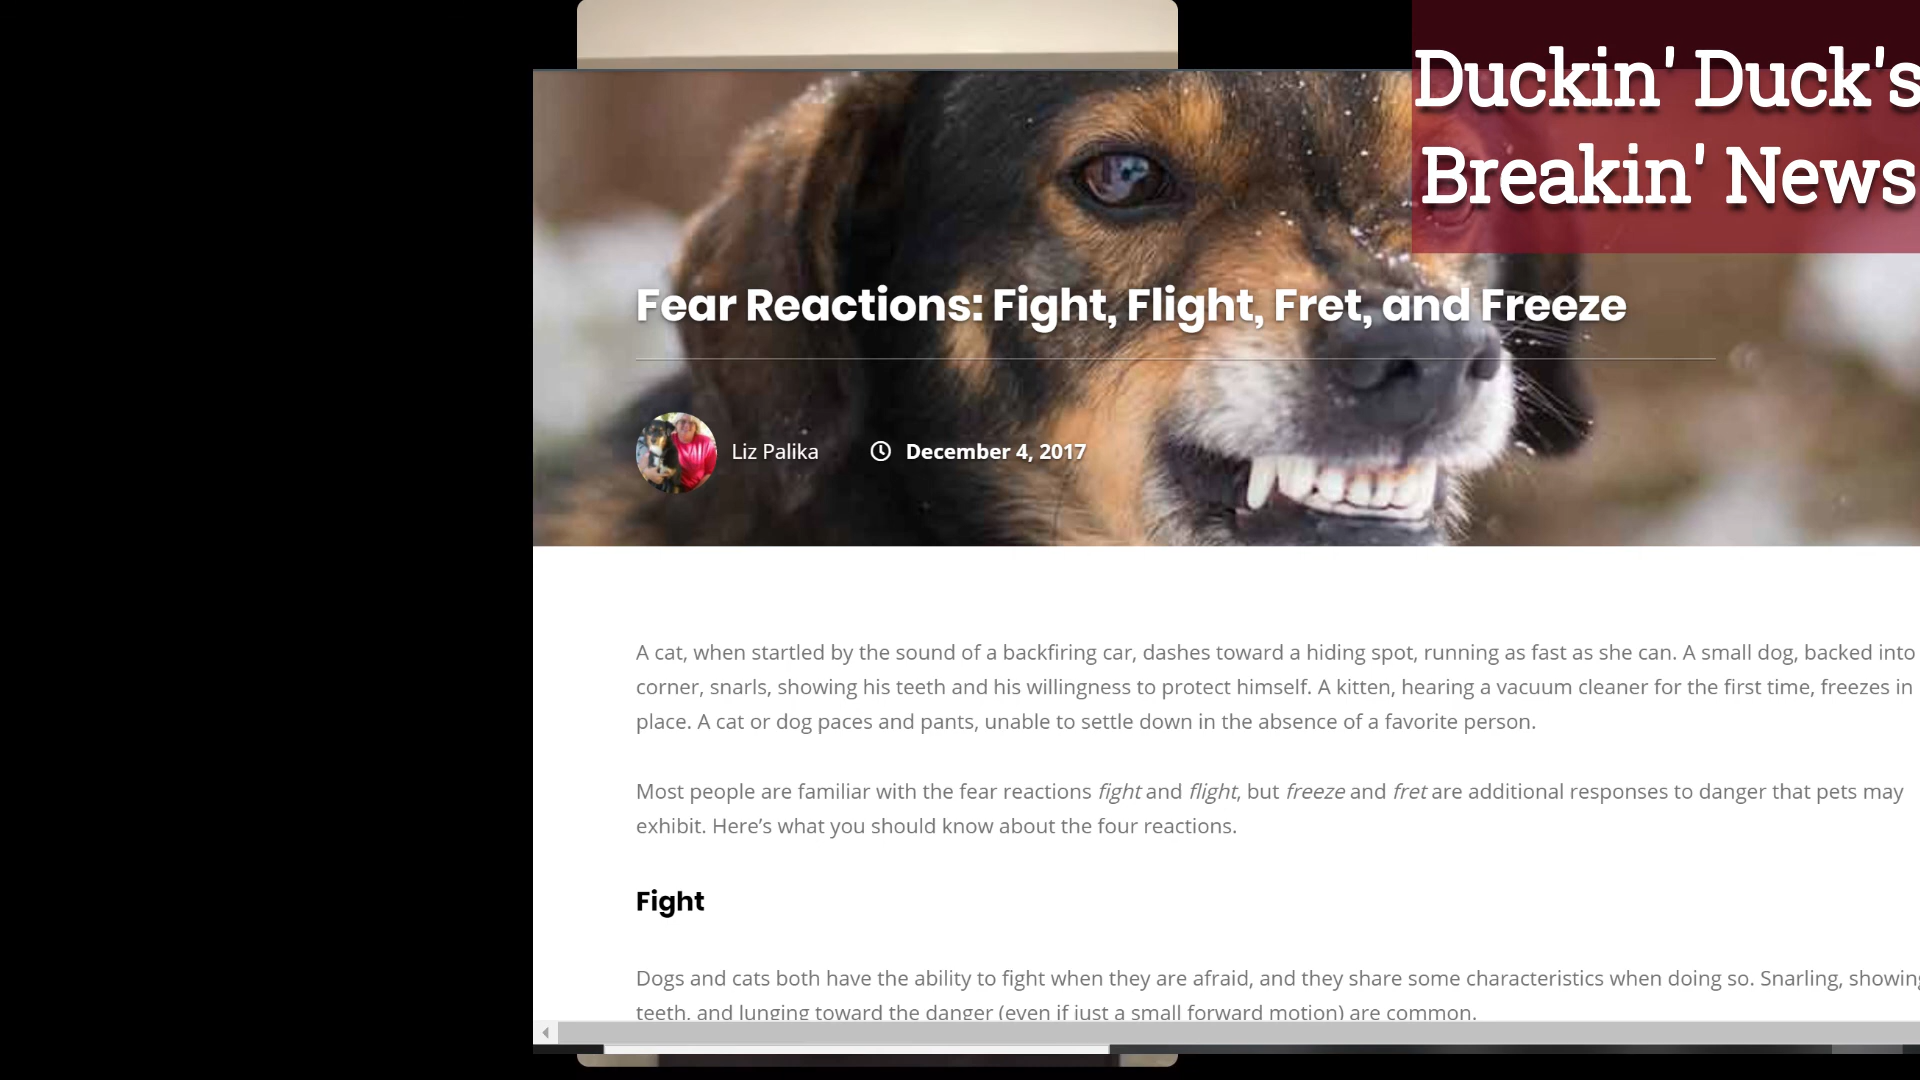 Duckin' Duck's
Breakin' News
Fear Reactions: Fight, Flight, Fret, and Freeze
Liz Palika December 4, 2017
A cat, when startled by the sound of a backfiring car, dashes toward a hiding spot, running as fast as she can. A small dog, backed into
corner, snarls, showing his teeth and his willingness to protect himself. A kitten, hearing a vacuum cleaner for the first time, freezes in
place. A cat or dog paces and pants, unable to settle down in the absence of a favorite person.
Most people are familiar with the fear reactions fight and flight, but freeze and fret are additional responses to danger that pets may
exhibit. Here’s what you should know about the four reactions.
Fight
Dogs and cats both have the ability to fight when they are afraid, and they share some characteristics when doing so. Snarling, showing
teeth, and lunging toward the danger (even if just a small forward motion) are common.